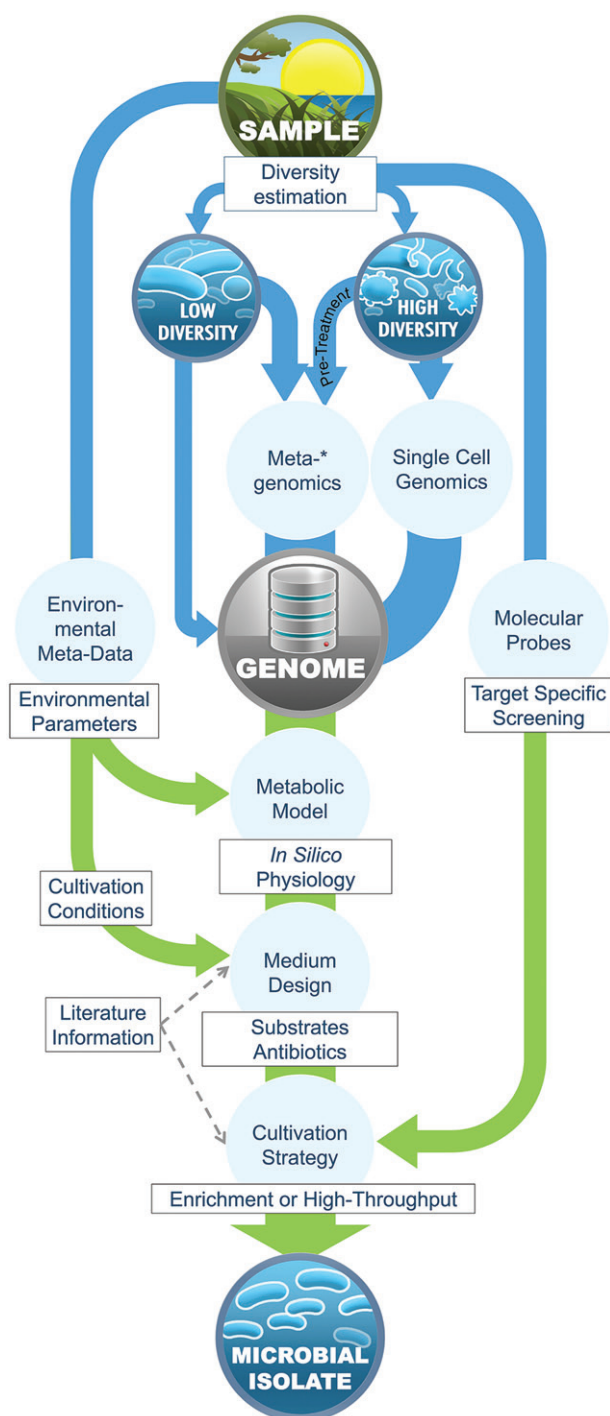 SAMPLE
Diversity
estimation
LOW
DIVERSITY
Pre-Treatment
HIGH
DIVERSITY
Meta-*
genomics
Single Cell
Genomics
Environ-
mental
Meta-Data
GENOME
Molecular
Probes
Environmental
Parameters
Target Specific
Screening
Metabolic
Model
In Silico
Physiology
Cultivation
Conditions
Medium
Design
Literature
Information
Substrates
Antibiotics
Cultivation
Strategy
Enrichment or High-Throughput
MICROBIAL
ISOLATE